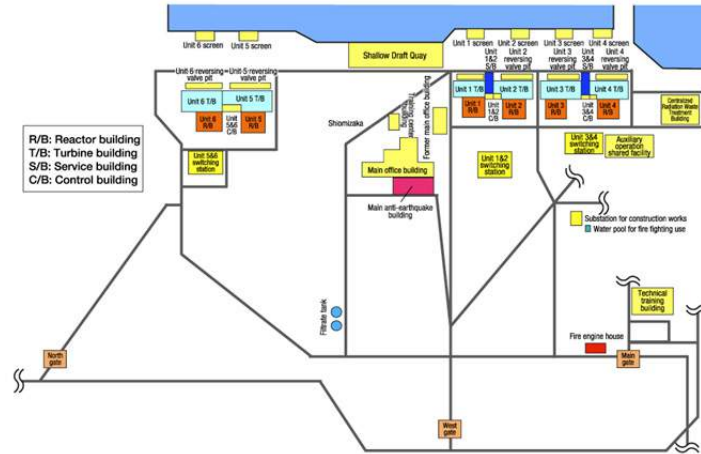 Unit 6 screen
Unit 5 screen
Shallow Draft Quay
Unit 1 screen
Unit 2 screen
Unit 3 screen
Unit 4 screen
Unit 1 reversing
valve pit
Unit
1&2
S/B
Unit 2
reversing
valve pit
Unit 3
reversing
valve pit
Unit
3&4
S/B
Unit 4
reversing
valve pit
Unit 6 reversing
valve pit
Unit 5 reversing
valve pit
Unit 6 T/B
Unit 5 T/B
Unit 6
R/B
Unit
5&6
C/B
Unit 5
R/B
Unit 5&6
switching
station
Unit 1 T/B
Unit 2 T/B
Unit 3 T/B
Unit 4 T/B
Unit 1
R/B
Unit
1&2
C/B
Unit 2
R/B
Unit 3
R/B
Unit
3&4
C/B
Unit 4
R/B
Centralized
Radiation Waste
Treatment
Building
R/B: Reactor building
T/B: Turbine building
S/B: Service building
C/B: Control building
Shiomizaka
Training center
building
Former main office building
Main office building
Main anti-earthquake
building
Unit 1&2
switching
station
Unit 3&4
switching
station
Auxiliary
operation
shared facility
Substation for construction works
Water pool for fire fighting use
Technical
training
building
Filtrate tank
Fire engine house
North
gate
Main
gate
West
gate